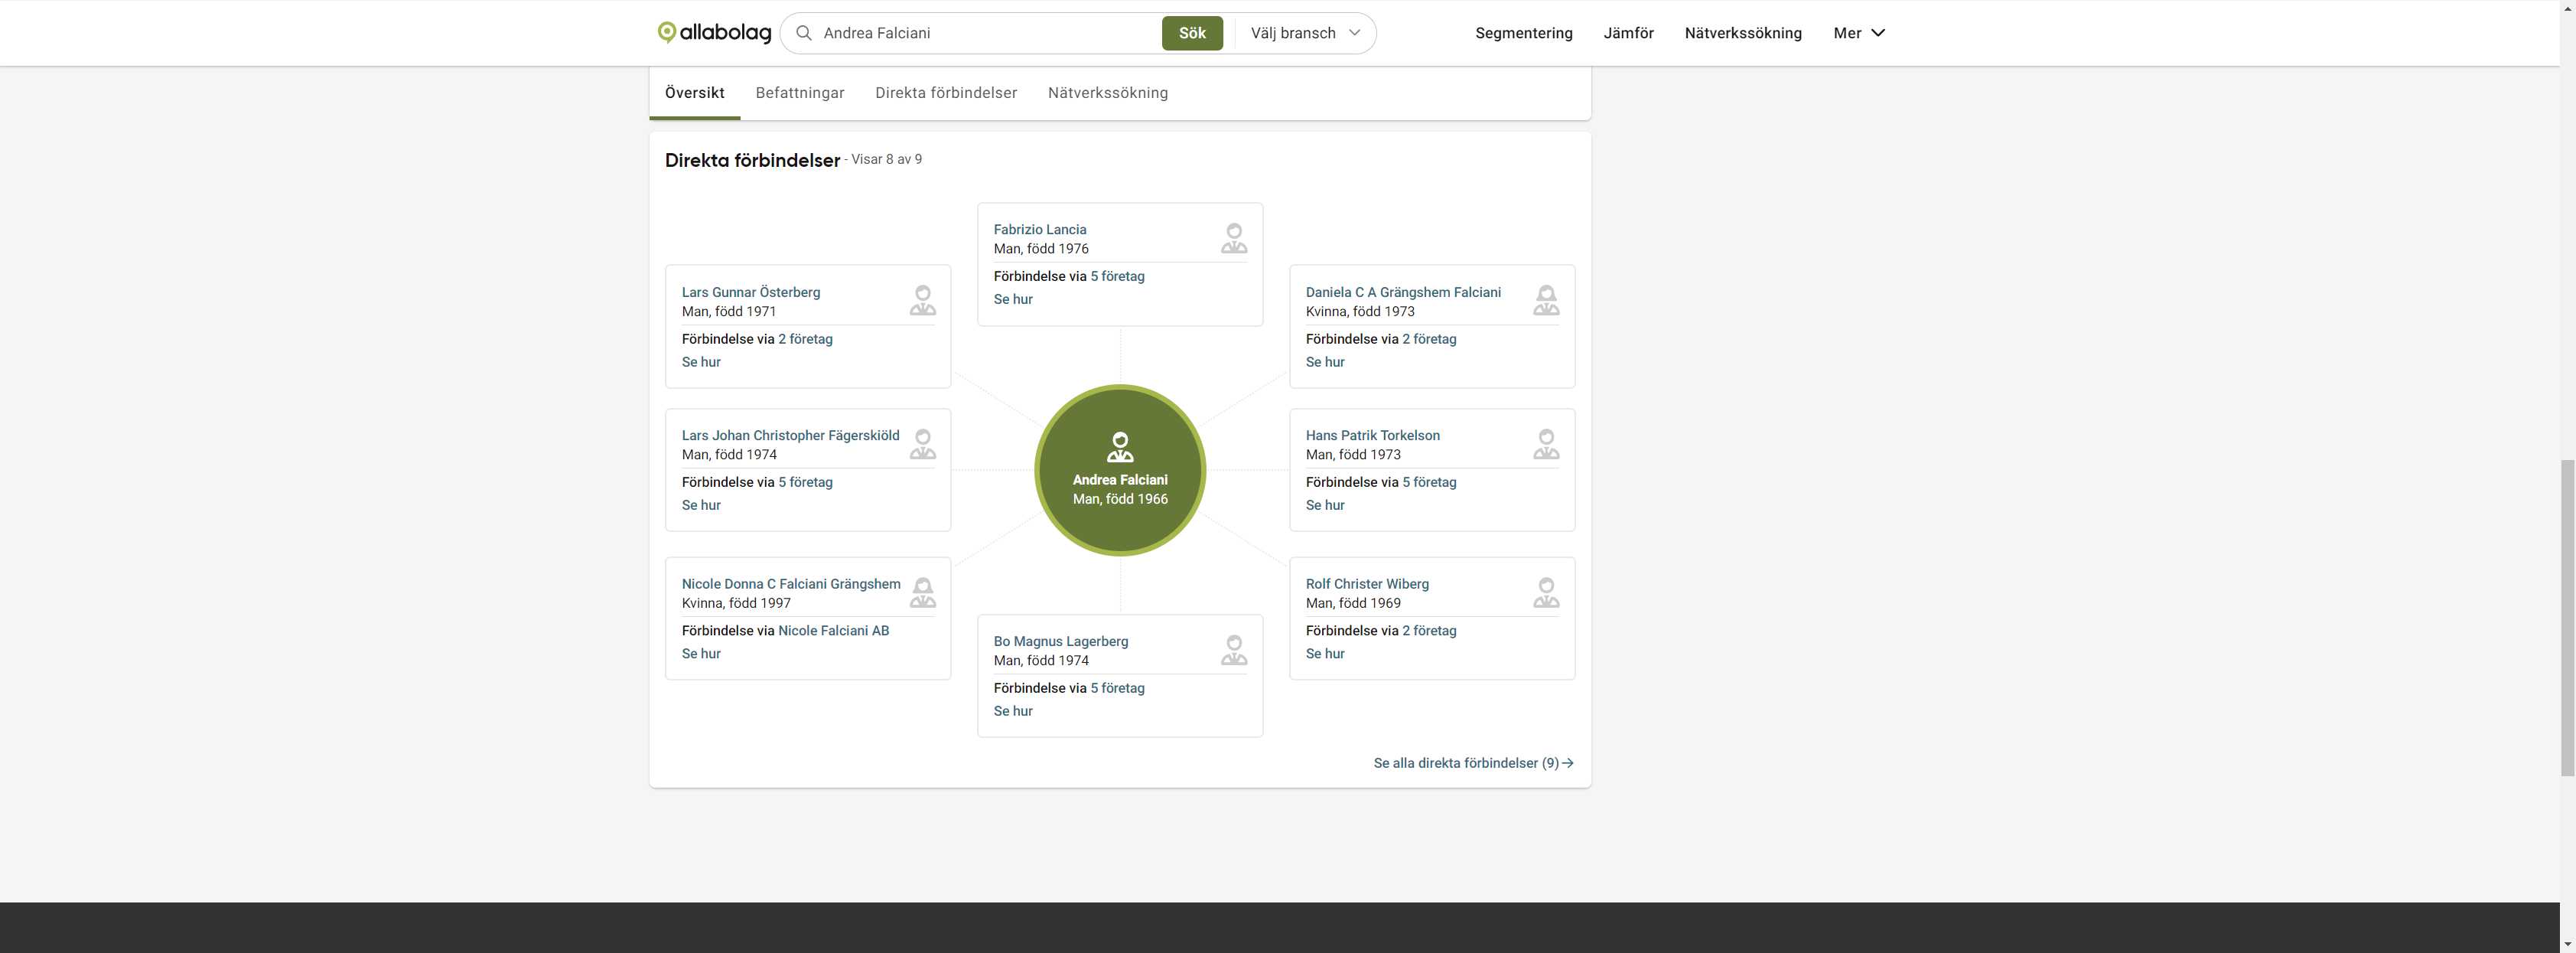 allabolag
Andrea Falciani
Sök
Välj bransch
Segmentering
Jämför
Nätverkssökning
Mer
Översikt
Befattningar
Direkta förbindelser
Nätverkssökning
Direkta förbindelser - Visar 8 av 9
Fabrizio Lancia
Man, född 1976
Förbindelse via 5 företag
Se hur
Lars Gunnar Österberg
Man, född 1971
Förbindelse via 2 företag
Se hur
Daniela C A Grängshem Falciani
Kvinna, född 1973
Förbindelse via 2 företag
Se hur
Lars Johan Christopher Fägerskiöld
Man, född 1974
Förbindelse via 5 företag
Se hur
Andrea Falciani
Man, född 1966
Hans Patrik Torkelson
Man, född 1973
Förbindelse via 5 företag
Se hur
Nicole Donna C Falciani Grängshem
Kvinna, född 1997
Förbindelse via Nicole Falciani AB
Se hur
Bo Magnus Lagerberg
Man, född 1974
Förbindelse via 5 företag
Se hur
Rolf Christer Wiberg
Man, född 1969
Förbindelse via 2 företag
Se hur
Se alla direkta förbindelser (9)